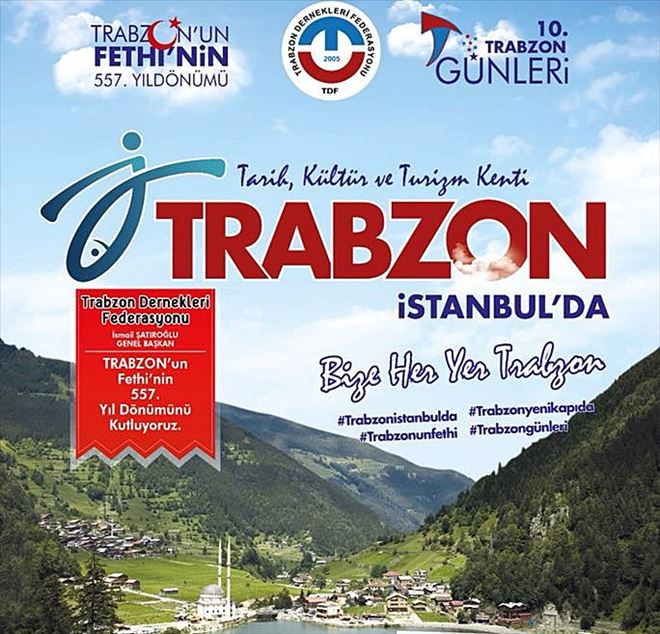 TRABZON'UN
FETHİ'NİN
557. YILDÖNÜMÜ
TRABZON DERNEKLERİ FEDERASYONU
2005
TDF
10.
TRABZON
GÜNLERİ
Tarih, Kültür ve Turizm Kenti
TRABZON
İSTANBUL'DA
Trabzon Dernekleri
Federasyonu
İsmail ŞATIROĞLU
GENEL BAŞKAN
TRABZON'un
Fethi'nin
557.
Yıl Dönümünü
Kutluyoruz.
Bize Her Yer Trabzon
#Trabzonistanbulda #Trabzonyenikapıda
#Trabzonunfethi #Trabzongünleri